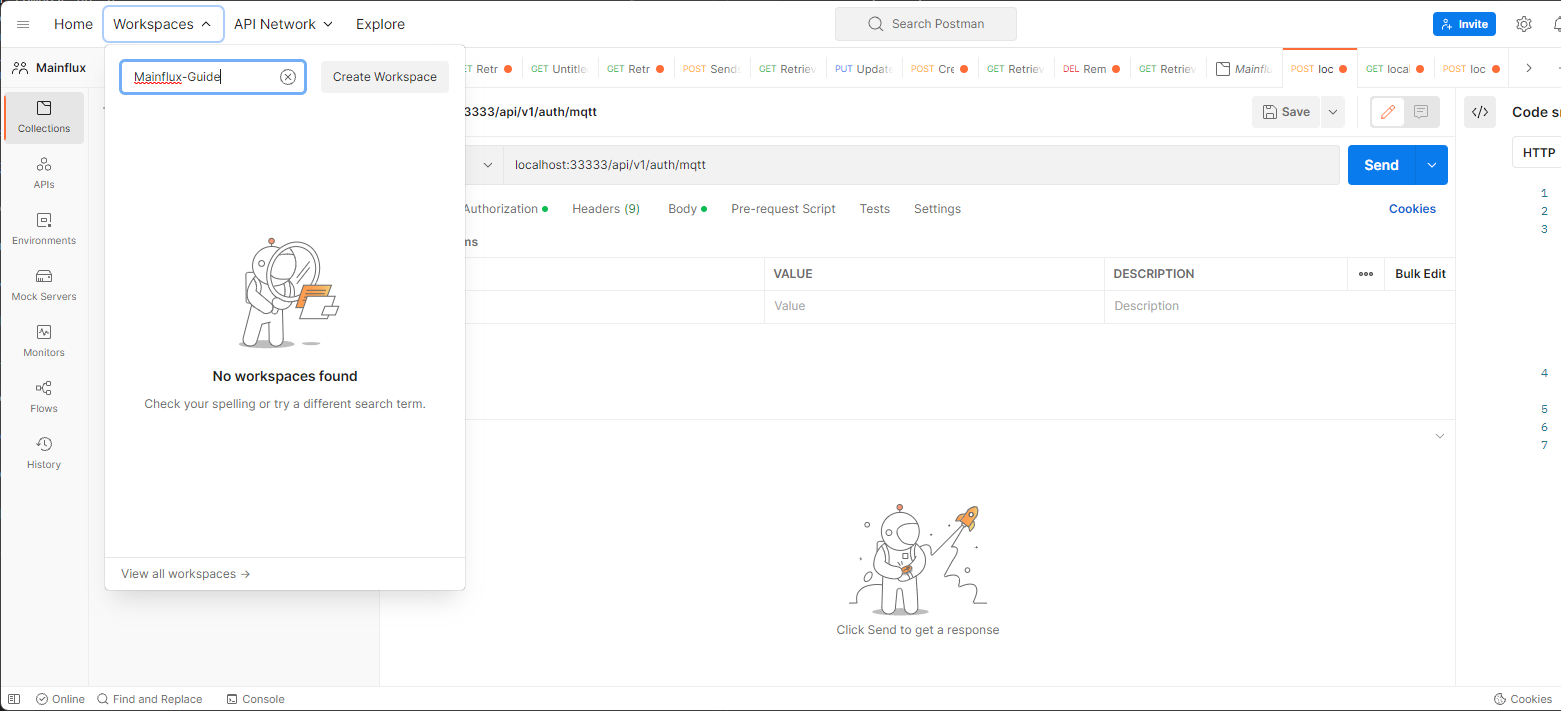 Home Workspaces API Network Explore Search Postman Invite
Mainflux Mainflux-Guide Create Workspace ET Retr GET Untitle GET Retr POST Sends GET Retriev PUT Update POST Cre GET Retriev DEL Rem GET Retriev Mainflu POST loc GET local POST loc
Collections
33333/api/v1/auth/mqtt Save </> Code sn
APIs
localhost:33333/api/v1/auth/mqtt Send HTTP
Authorization Headers (9) Body Pre-request Script Tests Settings Cookies
1
2
3
Environments
ms
VALUE DESCRIPTION Bulk Edit
Mock Servers
Value Description
Monitors
No workspaces found
4
Check your spelling or try a different search term.
Flows
5
6
7
History
View all workspaces →
Click Send to get a response
Online Find and Replace Console Cookies